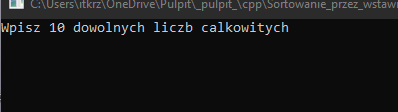 C:\Users\itkrz\OneDrive\Pulpit\_pulpit_\cpp\Sortowanie_przez_wstaw
Wpisz 10 dowolnych liczb calkowitych